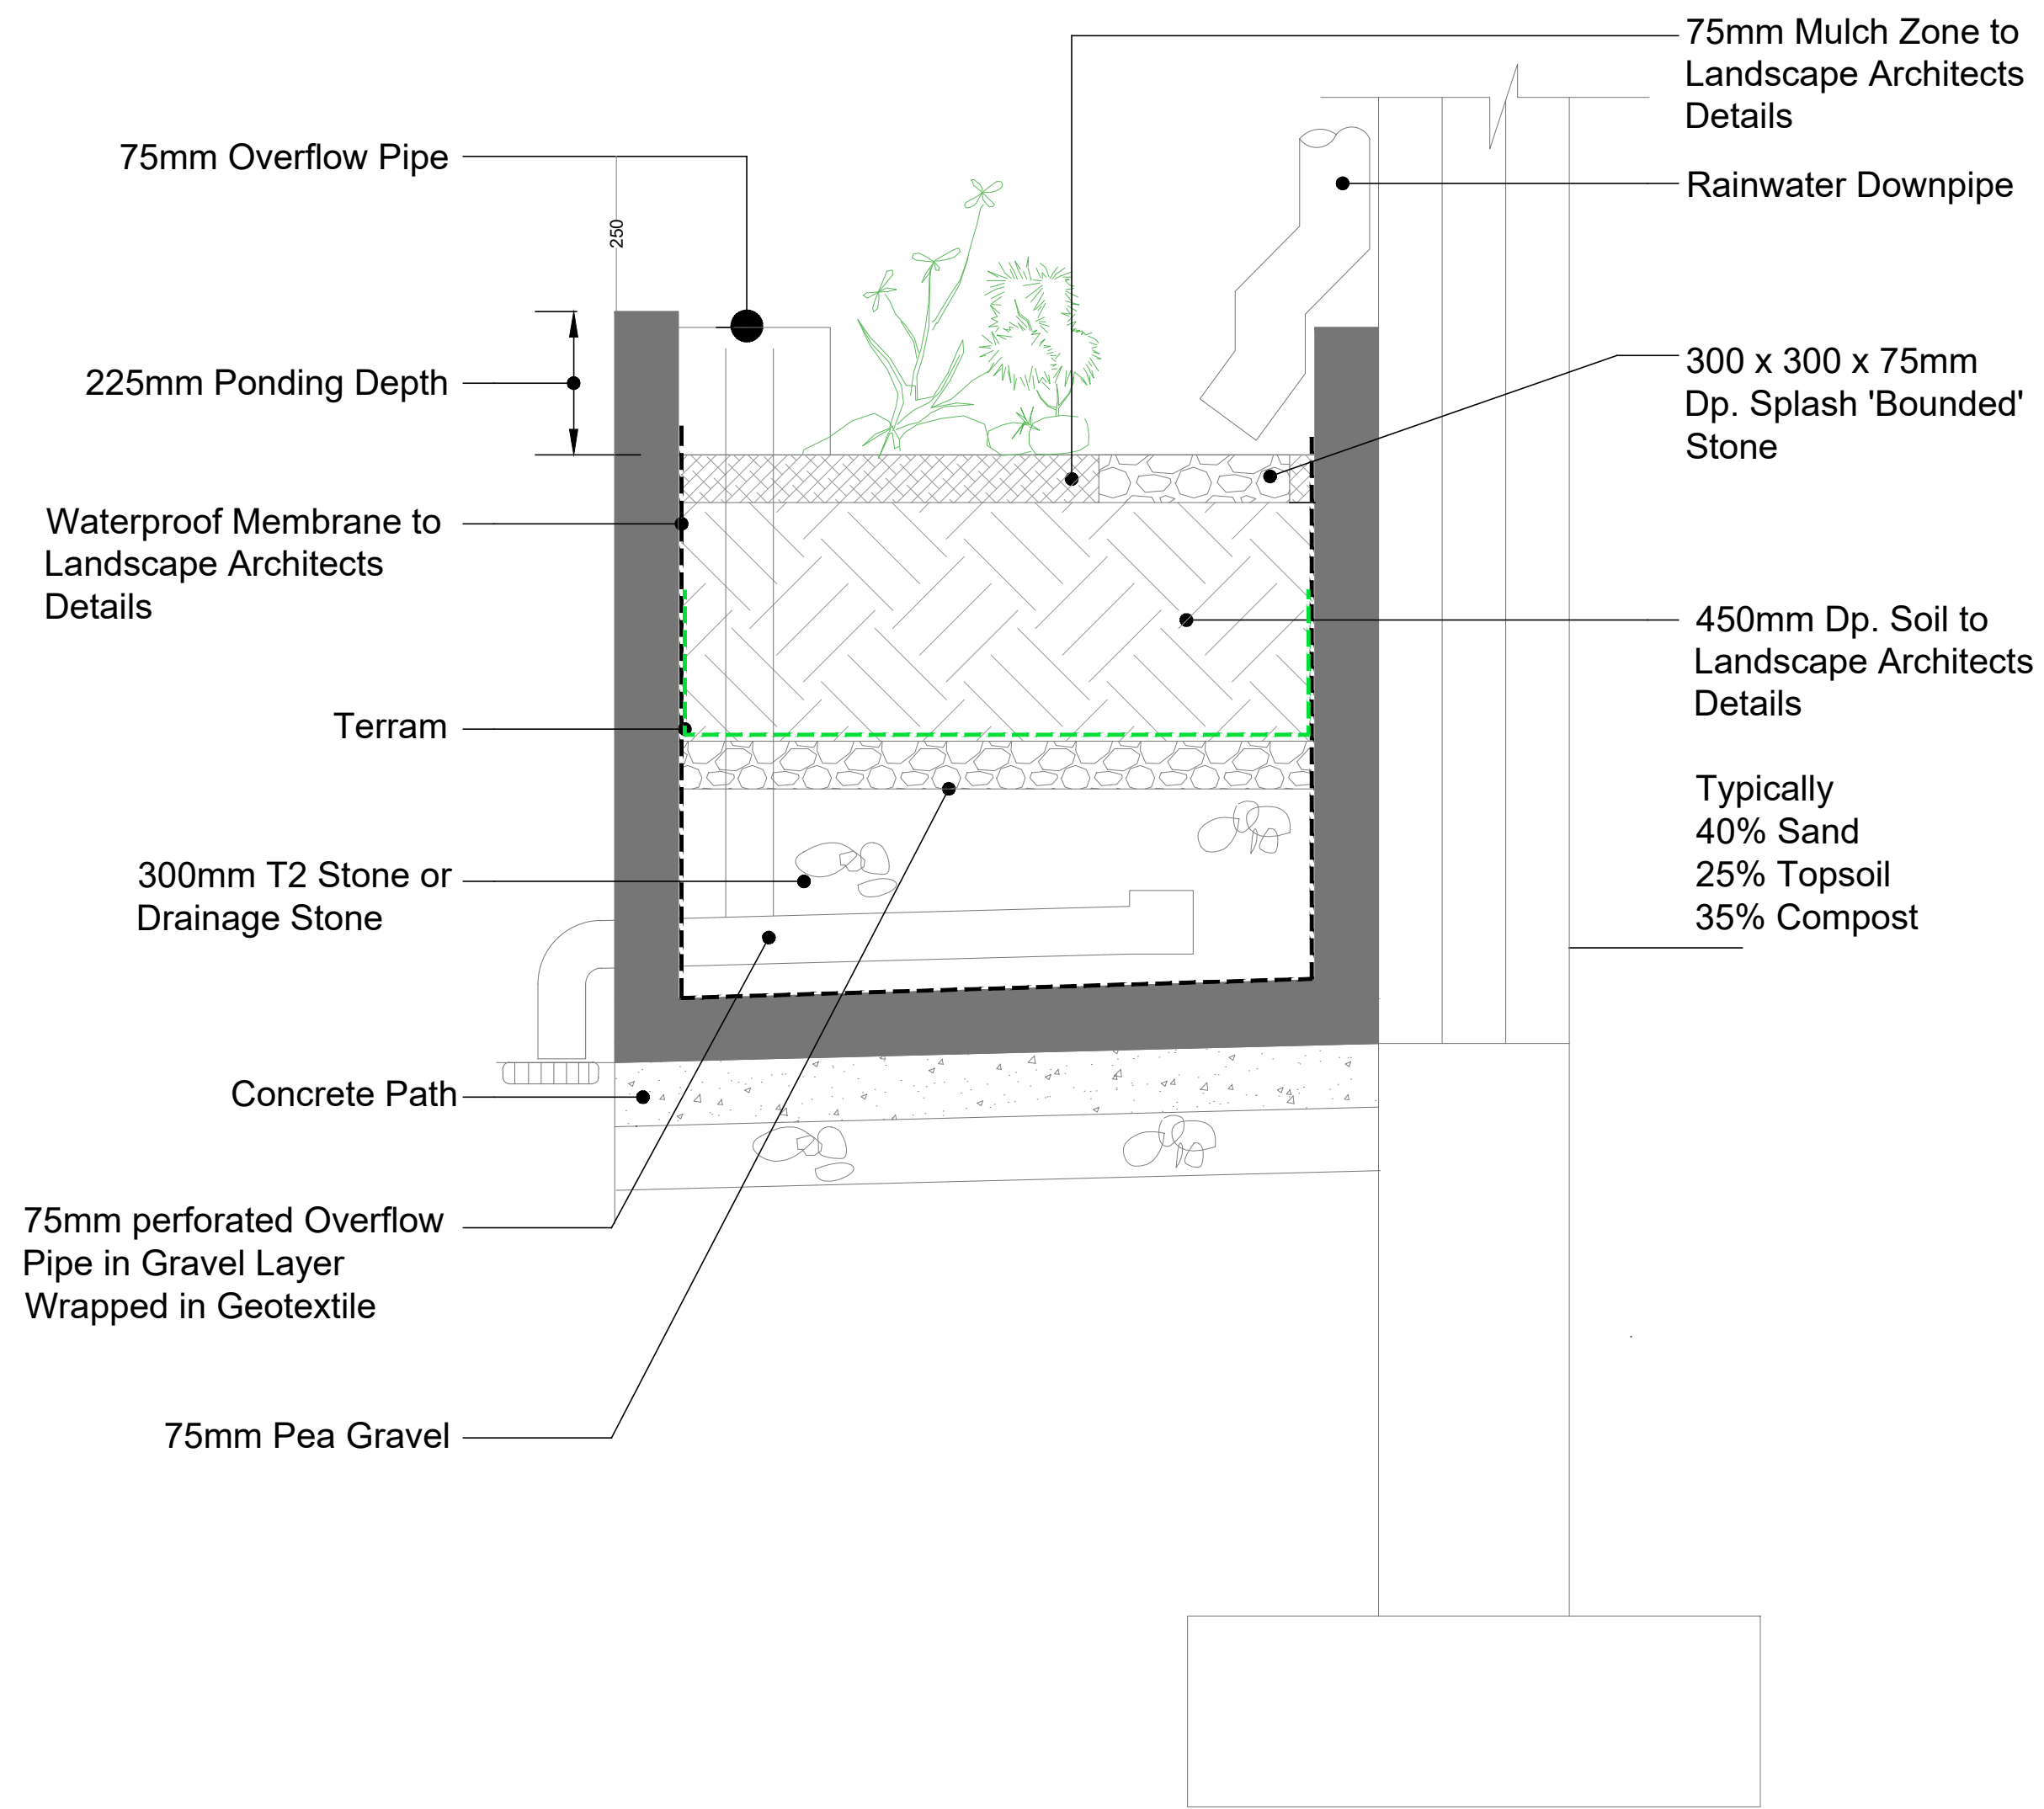 75mm Mulch Zone to
Landscape Architects
Details
75mm Overflow Pipe
Rainwater Downpipe
250
225mm Ponding Depth
300 x 300 x 75mm
Dp. Splash 'Bounded'
Stone
Waterproof Membrane to
Landscape Architects
Details
450mm Dp. Soil to
Landscape Architects
Details
Terram
Typically
40% Sand
25% Topsoil
35% Compost
300mm T2 Stone or
Drainage Stone
Concrete Path
75mm perforated Overflow
Pipe in Gravel Layer
Wrapped in Geotextile
75mm Pea Gravel